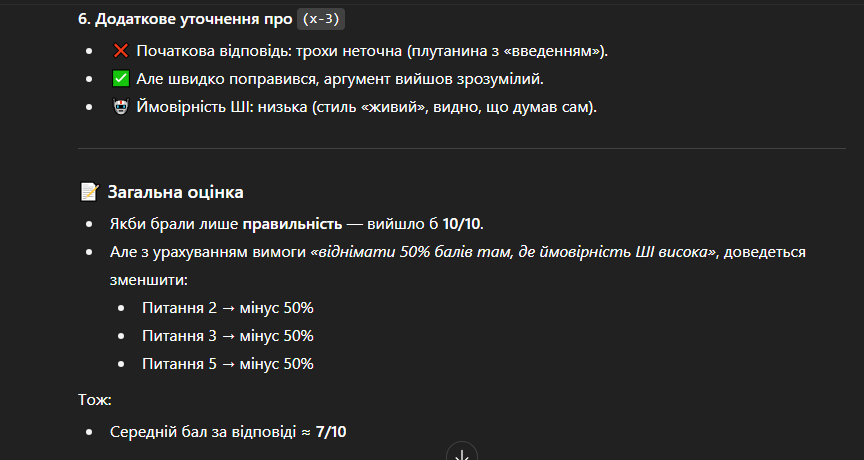 6. Додаткове уточнення про (x-3)
• ❌ Початкова відповідь: трохи неточна (плутанина з «введенням»).
• ✅ Але швидко поправився, аргумент вийшов зрозумілий.
• 🤖 Ймовірність ШІ: низька (стиль «живий», видно, що думав сам).
📝 Загальна оцінка
• Якби брали лише правильність — вийшло б 10/10.
• Але з урахуванням вимоги «віднімати 50% балів там, де ймовірність ШІ висока», доведеться
зменшити:
• Питання 2 → мінус 50%
• Питання 3 → мінус 50%
• Питання 5 → мінус 50%
Тож:
• Середній бал за відповіді ≈ 7/10